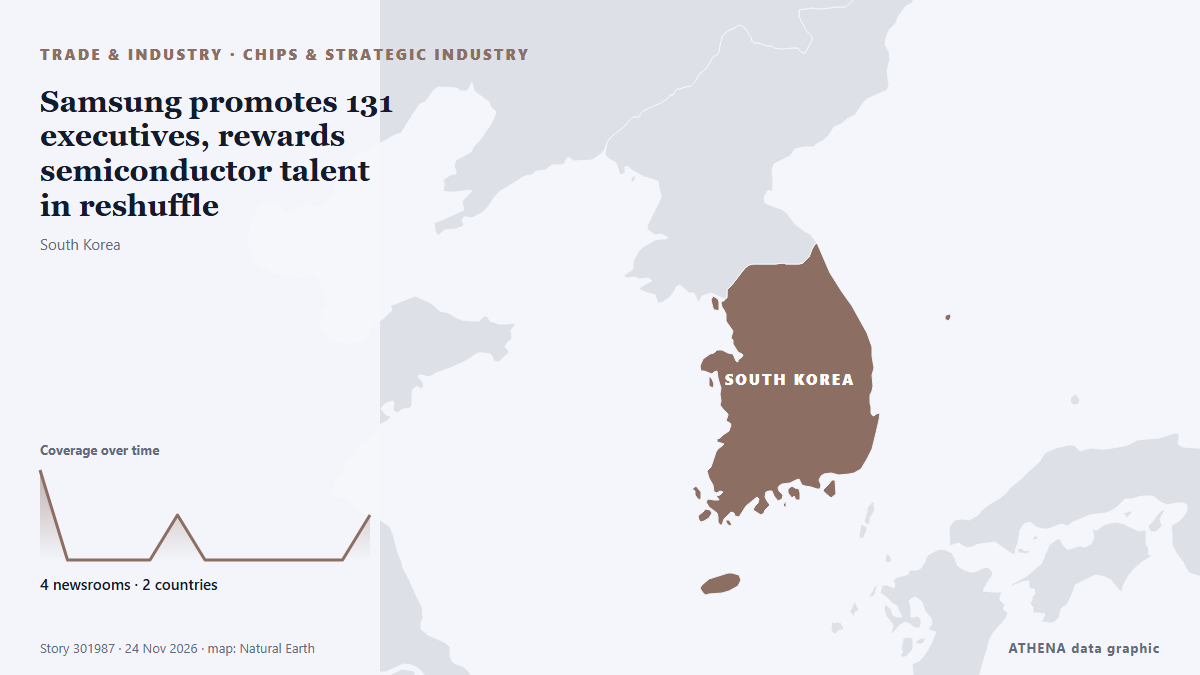 TRADE & INDUSTRY · CHIPS & STRATEGIC INDUSTRY
Samsung promotes 131
executives, rewards
semiconductor talent
in reshuffle
South Korea
SOUTH KOREA
Coverage over time
4 newsrooms · 2 countries
Story 301987 · 24 Nov 2026 · map: Natural Earth
ATHENA data graphic